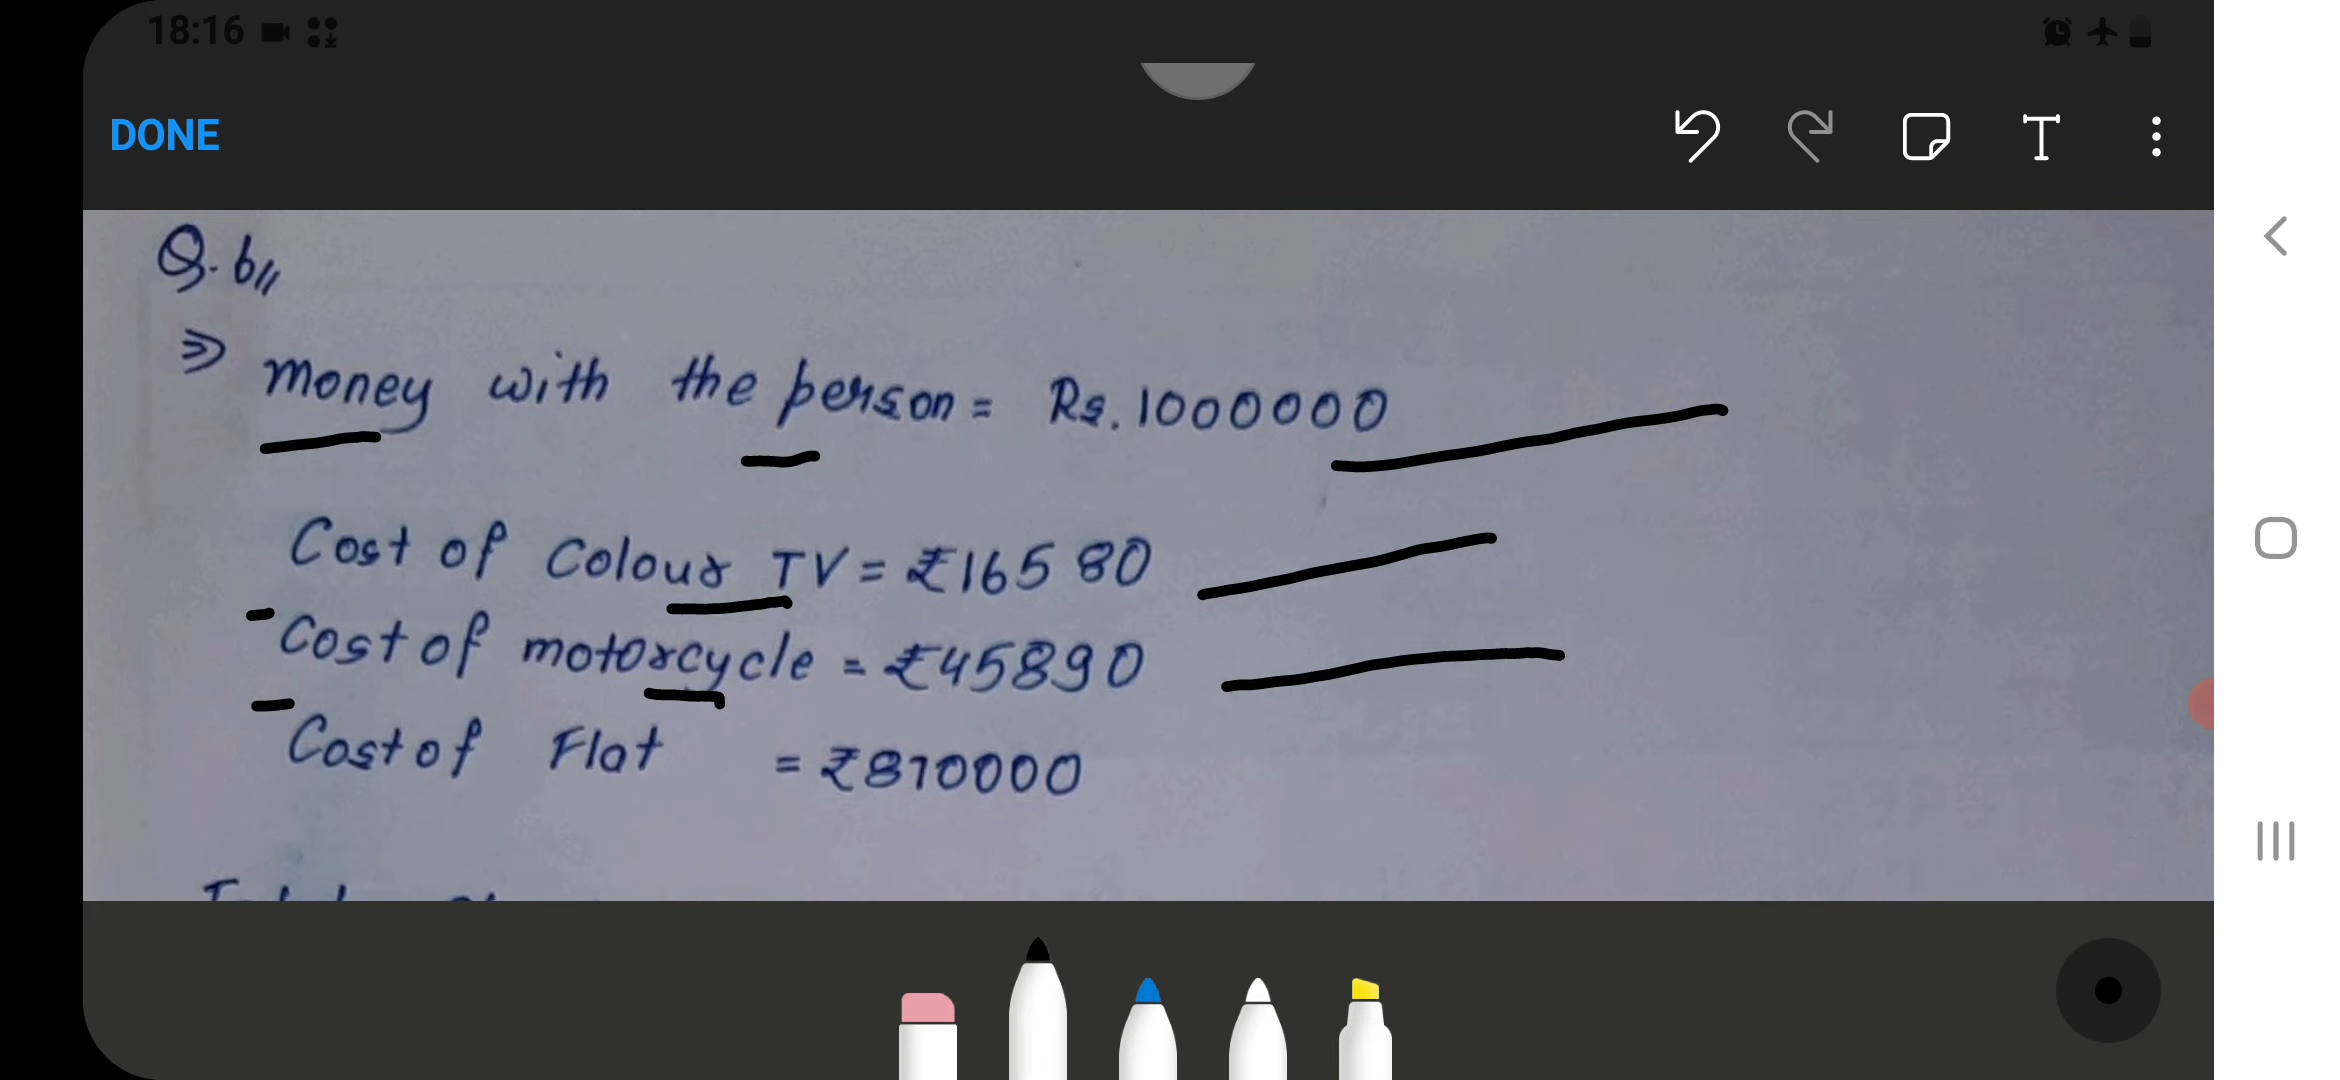 18:16
DONE
T
Q.6//
⇒ money with the person = Rs. 1000000
Cost of Colour TV = ₹16580
Cost of motorcycle = ₹45890
Cost of Flat = ₹870000